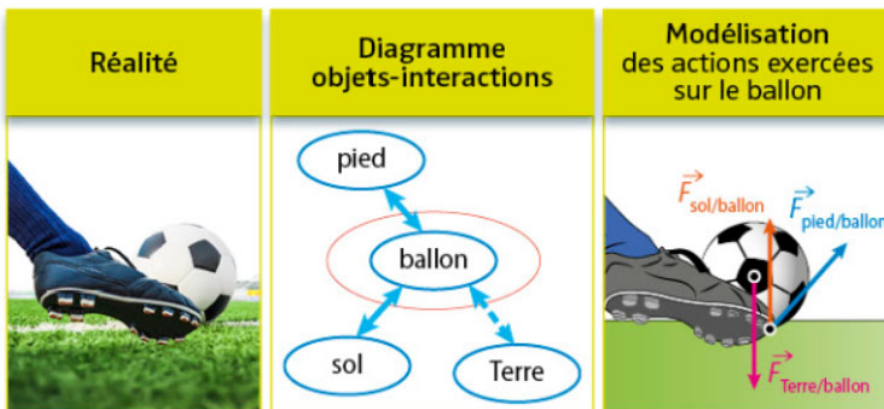 Réalité
Diagramme
objets-interactions
Modélisation
des actions exercées
sur le ballon
pied
ballon
sol
Terre
F sol/ballon
F pied/ballon
F Terre/ballon